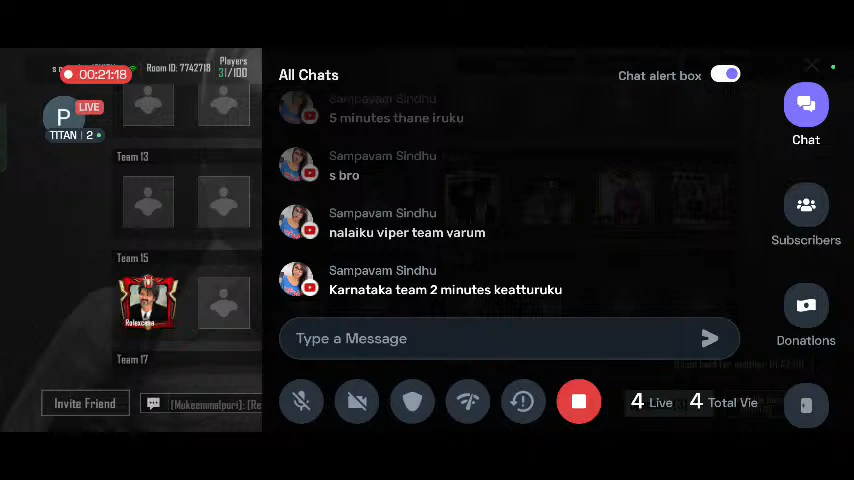 00:21:18
Room ID: 7742718
Players
31/100
P
LIVE
TITAN | 2
Team 13
Team 15
Rolexcena
Team 17
Invite Friend
[Mukeemmalpuri]: [Re
All Chats
Chat alert box
Sampavam Sindhu
5 minutes thane iruku
Sampavam Sindhu
s bro
Sampavam Sindhu
nalaiku viper team varum
Sampavam Sindhu
Karnataka team 2 minutes keatturuku
Type a Message
4 Live
4 Total Vie
Chat
Subscribers
Donations